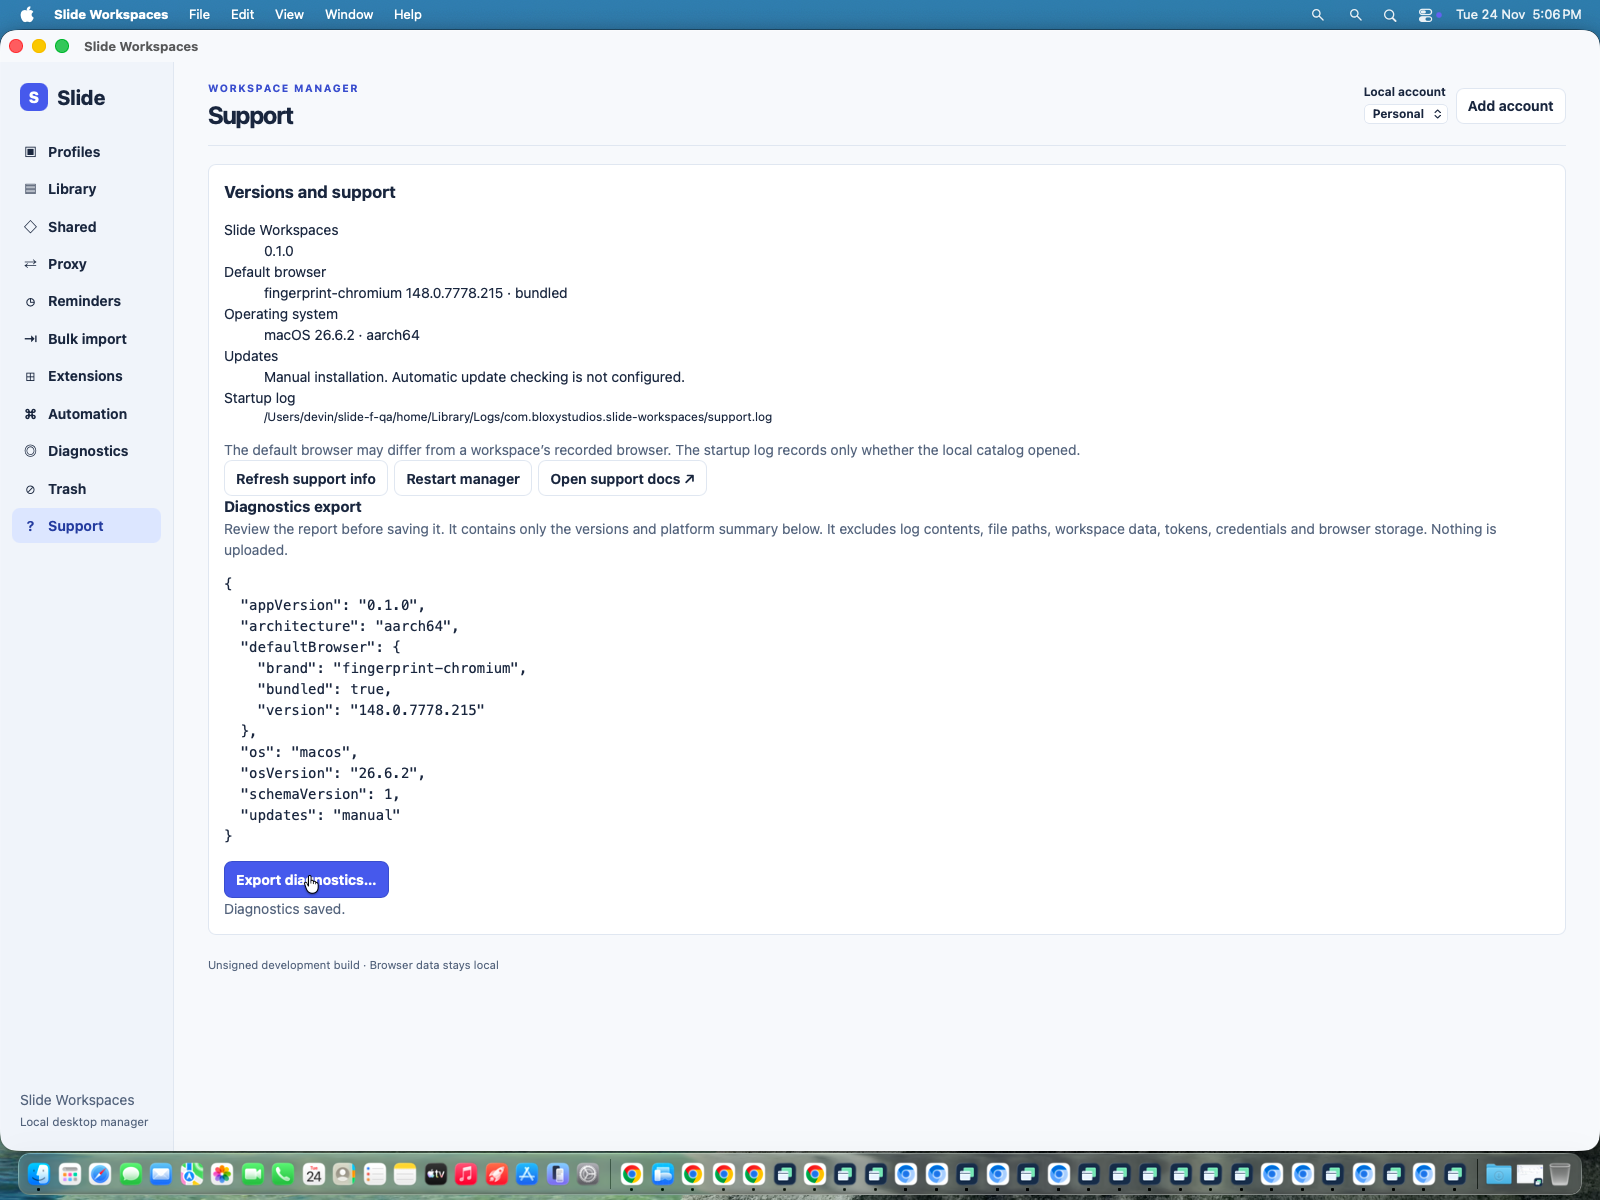 Slide Workspaces File Edit View Window Help Tue 24 Nov 5:06 PM
Slide Workspaces
S Slide
Profiles
Library
Shared
Proxy
Reminders
Bulk import
Extensions
Automation
Diagnostics
Trash
? Support
Slide Workspaces
Local desktop manager
WORKSPACE MANAGER
Support
Local account
Personal
Add account
Versions and support
Slide Workspaces
0.1.0
Default browser
fingerprint-chromium 148.0.7778.215 · bundled
Operating system
macOS 26.6.2 · aarch64
Updates
Manual installation. Automatic update checking is not configured.
Startup log
/Users/devin/slide-f-qa/home/Library/Logs/com.bloxystudios.slide-workspaces/support.log
The default browser may differ from a workspace’s recorded browser. The startup log records only whether the local catalog opened.
Refresh support info Restart manager Open support docs ↗
Diagnostics export
Review the report before saving it. It contains only the versions and platform summary below. It excludes log contents, file paths, workspace data, tokens, credentials and browser storage. Nothing is
uploaded.
{
"appVersion": "0.1.0",
"architecture": "aarch64",
"defaultBrowser": {
"brand": "fingerprint-chromium",
"bundled": true,
"version": "148.0.7778.215"
},
"os": "macos",
"osVersion": "26.6.2",
"schemaVersion": 1,
"updates": "manual"
}
Export diagnostics...
Diagnostics saved.
Unsigned development build · Browser data stays local
Tue
24
tv